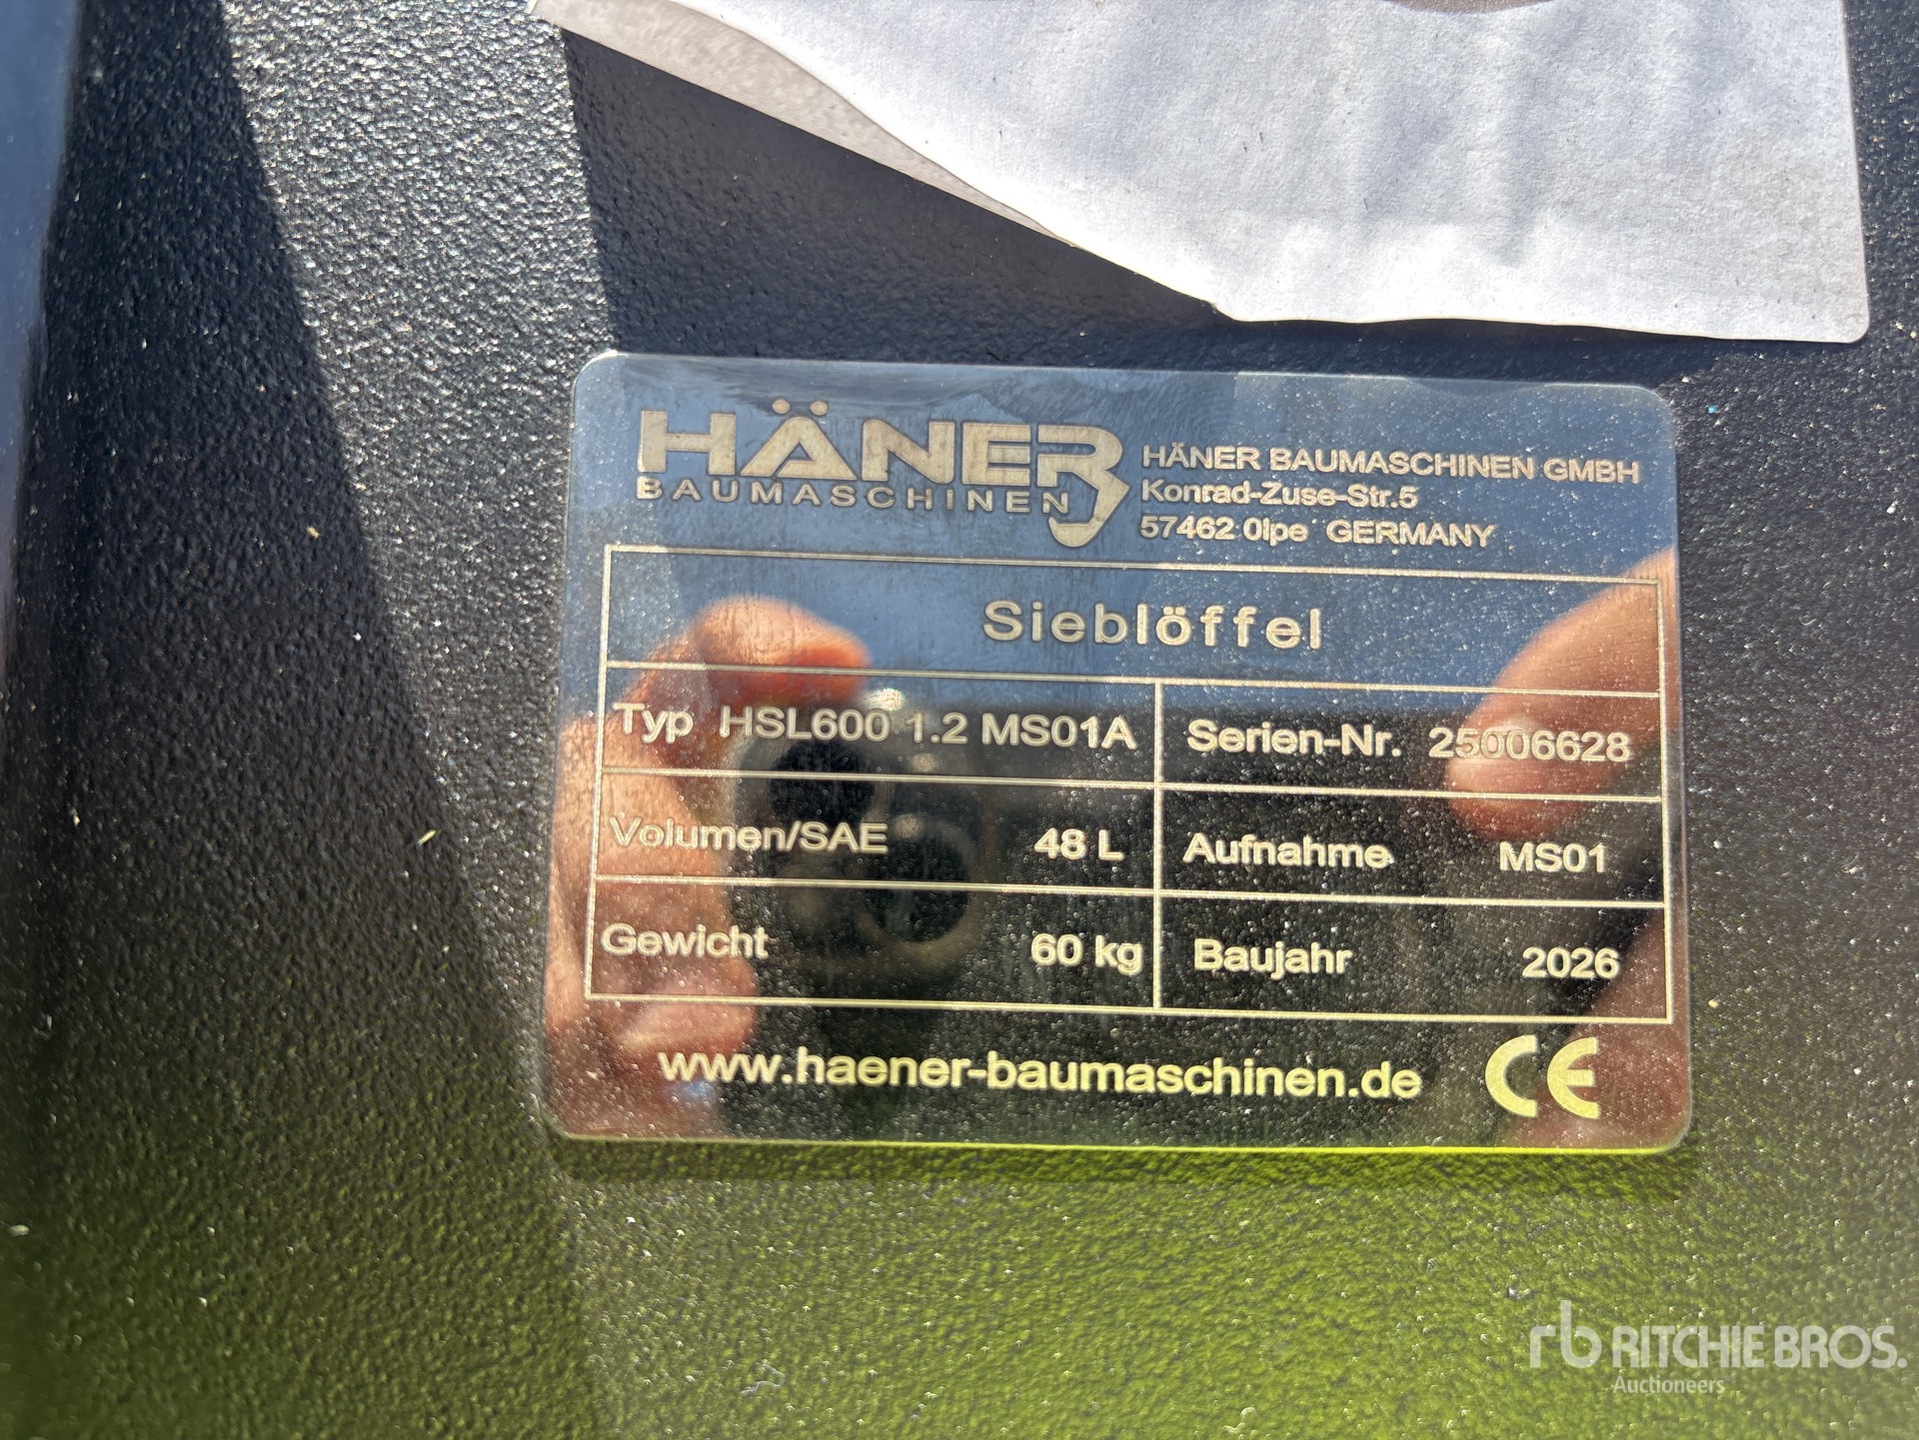 HÄNER
BAUMASCHINEN
HÄNER BAUMASCHINEN GMBH
Konrad-Zuse-Str.5
57462 Olpe GERMANY
Sieblöffel
Typ HSL600 1.2 MS01A
Serien-Nr. 25006628
Volumen/SAE 48 L
Aufnahme MS01
Gewicht 60 kg
Baujahr 2026
www.haener-baumaschinen.de
CE
rb RITCHIE BROS.
Auctioneers